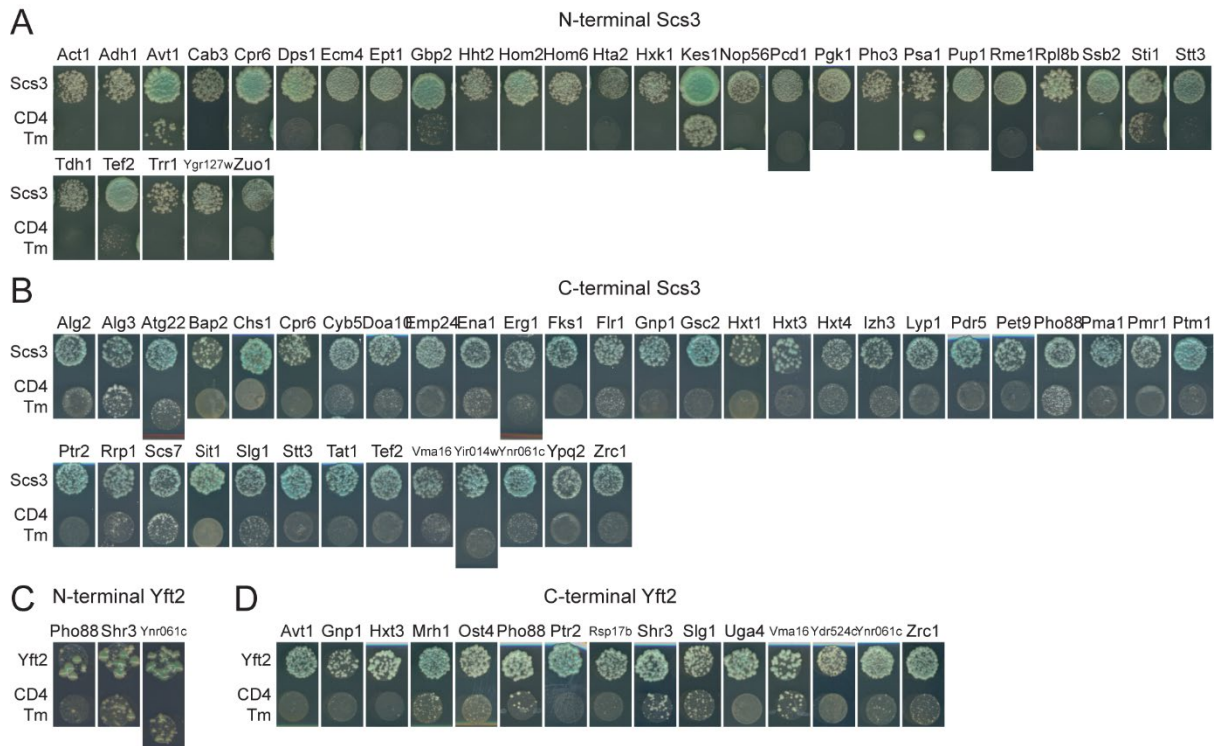 A
N-terminal Scs3
Act1 Adh1 Avt1 Cab3 Cpr6 Dps1 Ecm4 Ept1 Gbp2 Hht2 Hom2 Hom6 Hta2 Hxk1 Kes1 Nop56 Pcd1 Pgk1 Pho3 Psa1 Pup1 Rme1 Rpl8b Ssb2 Sti1 Stt3
Scs3
CD4
Tm
Tdh1 Tef2 Trr1 Ygr127w Zuo1
Scs3
CD4
Tm
B
C-terminal Scs3
Alg2 Alg3 Atg22 Bap2 Chs1 Cpr6 Cyb5 Doa10 Emp24 Ena1 Erg1 Fks1 Flr1 Gnp1 Gsc2 Hxt1 Hxt3 Hxt4 Izh3 Lyp1 Pdr5 Pet9 Pho88 Pma1 Pmr1 Ptm1
Scs3
CD4
Tm
Ptr2 Rrp1 Scs7 Sit1 Slg1 Stt3 Tat1 Tef2 Vma16 Yir014w Ynr061c Ypq2 Zrc1
Scs3
CD4
Tm
C N-terminal Yft2
Pho88 Shr3 Ynr061c
Yft2
CD4
Tm
D
C-terminal Yft2
Avt1 Gnp1 Hxt3 Mrh1 Ost4 Pho88 Ptr2 Rsp17b Shr3 Slg1 Uga4 Vma16 Ydr524c Ynr061c Zrc1
Yft2
CD4
Tm